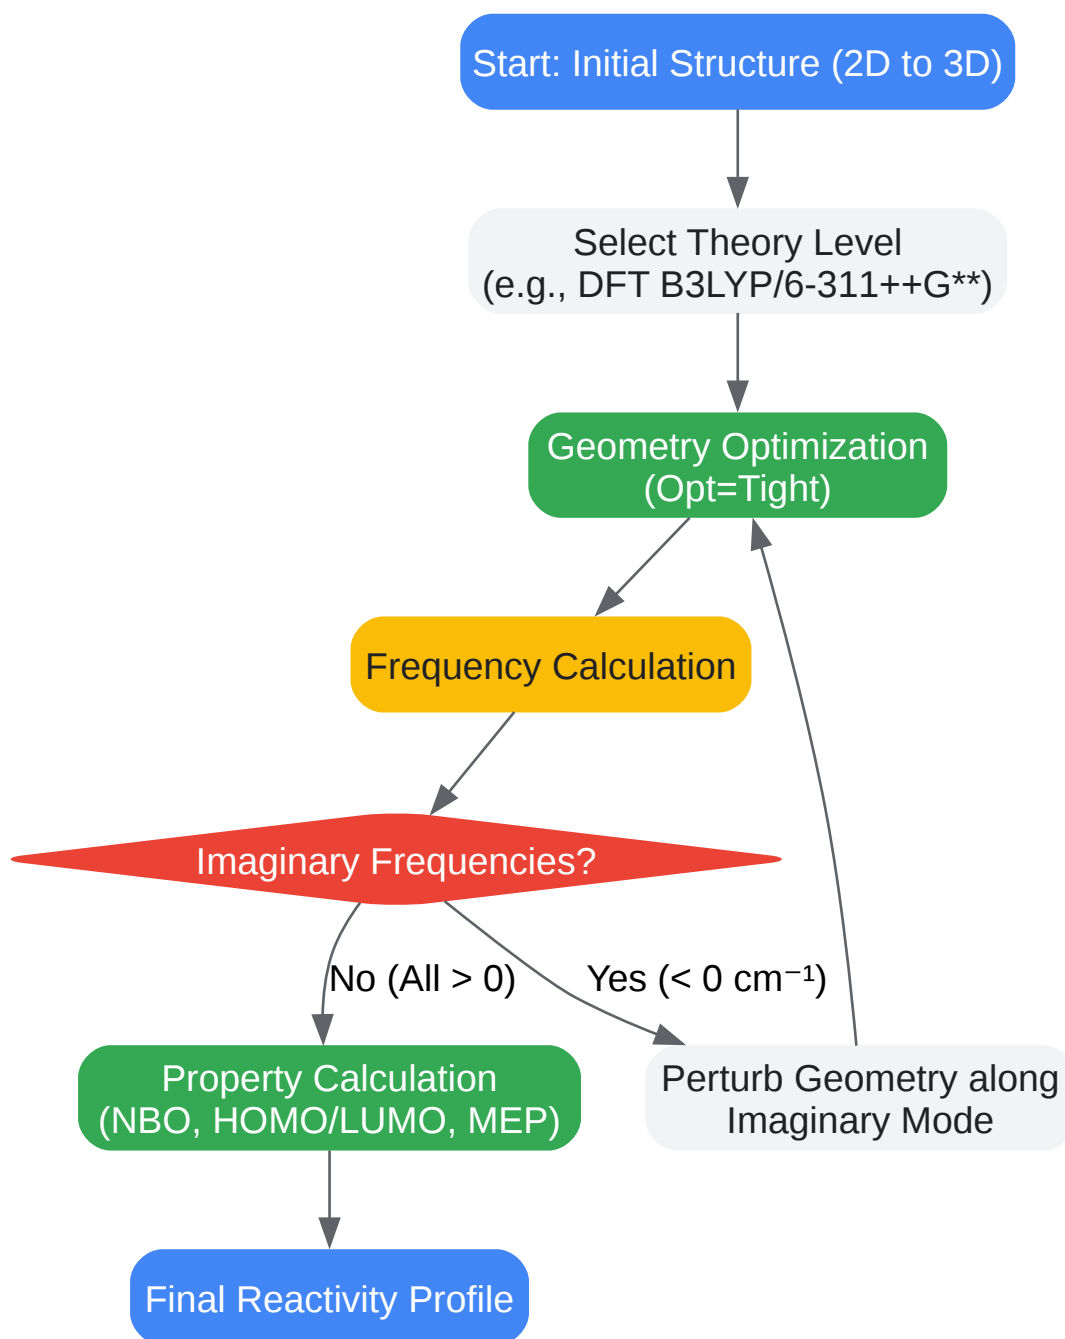 Start: Initial Structure (2D to 3D)
Select Theory Level
(e.g., DFT B3LYP/6-311++G**)
Geometry Optimization
(Opt=Tight)
Frequency Calculation
Imaginary Frequencies?
No (All > 0)
Yes (< 0 cm⁻¹)
Property Calculation
(NBO, HOMO/LUMO, MEP)
Perturb Geometry along
Imaginary Mode
Final Reactivity Profile